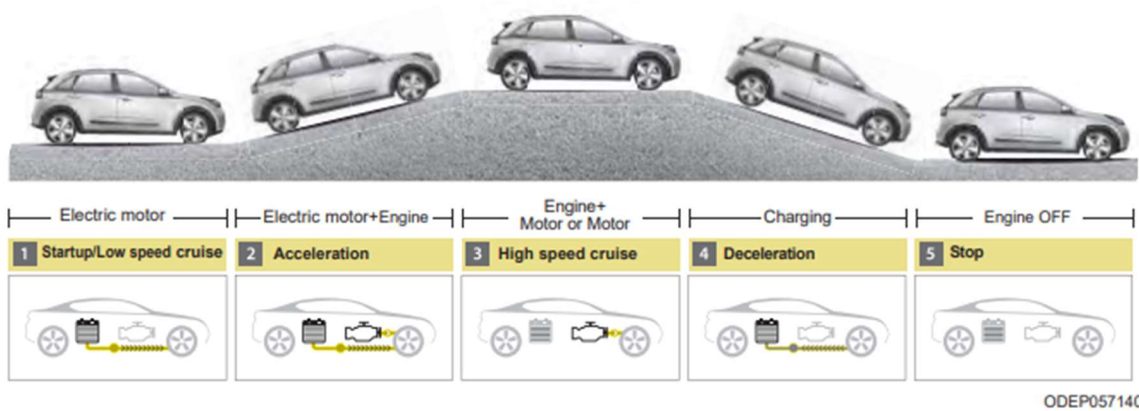 Electric motor
Electric motor+Engine
Engine+
Motor or Motor
Charging
Engine OFF
1 Startup/Low speed cruise
2 Acceleration
3 High speed cruise
4 Deceleration
5 Stop
ODEP057140